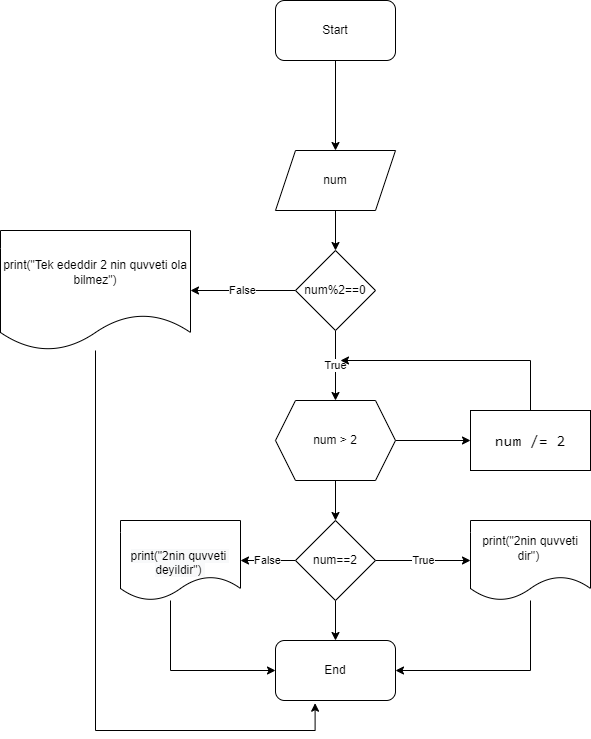 Start
num
print("Tek ededdir 2 nin quvveti ola
bilmez")
False
num%2==0
True
num > 2
num /= 2
print("2nin quvveti
deyildir")
False
num==2
True
print("2nin quvveti
dir")
End